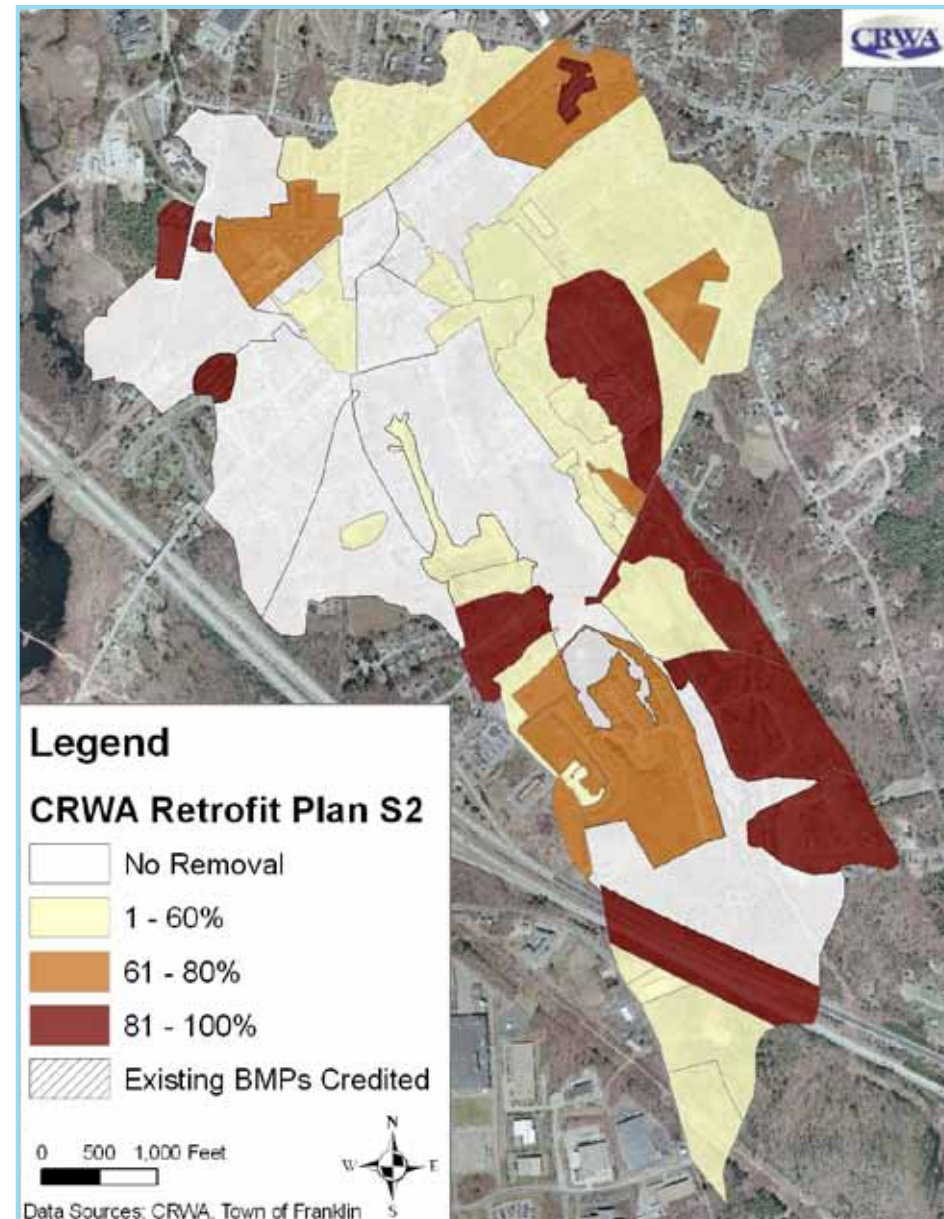 CRWA
Legend
CRWA Retrofit Plan S2
No Removal
1 - 60%
61 - 80%
81 - 100%
Existing BMPs Credited
0 500 1,000 Feet
N
W E
S
Data Sources: CRWA, Town of Franklin